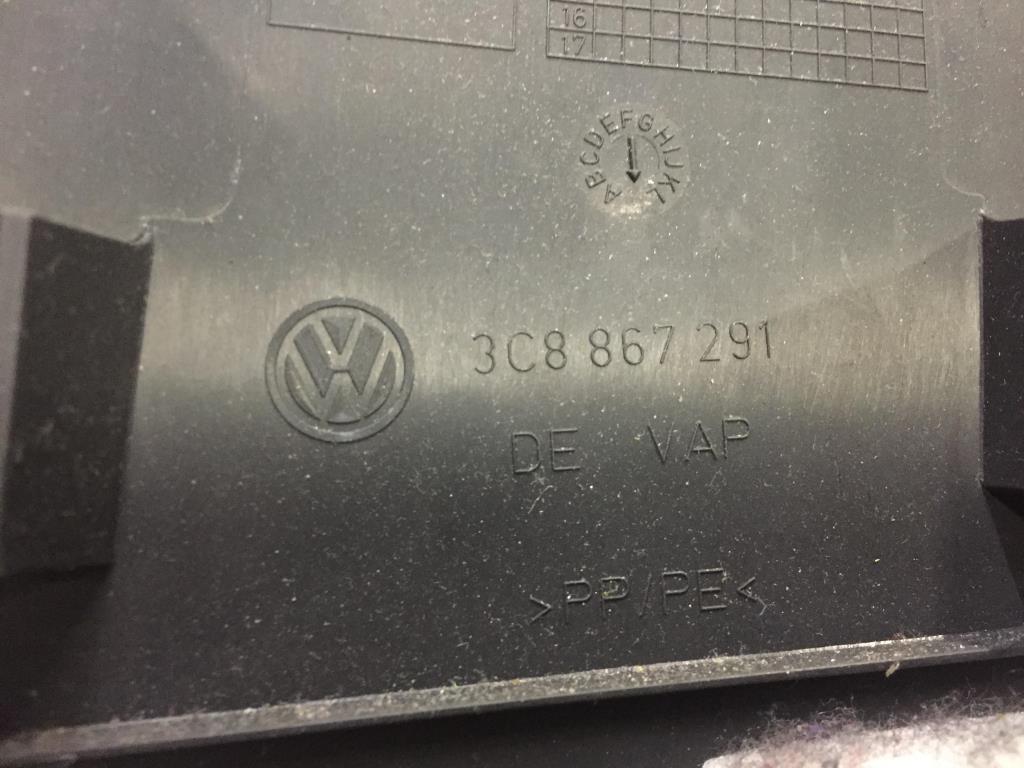 16
17
ABCDEFGHIJKL
3C8 867 291
DE VAP
>PP/PE<